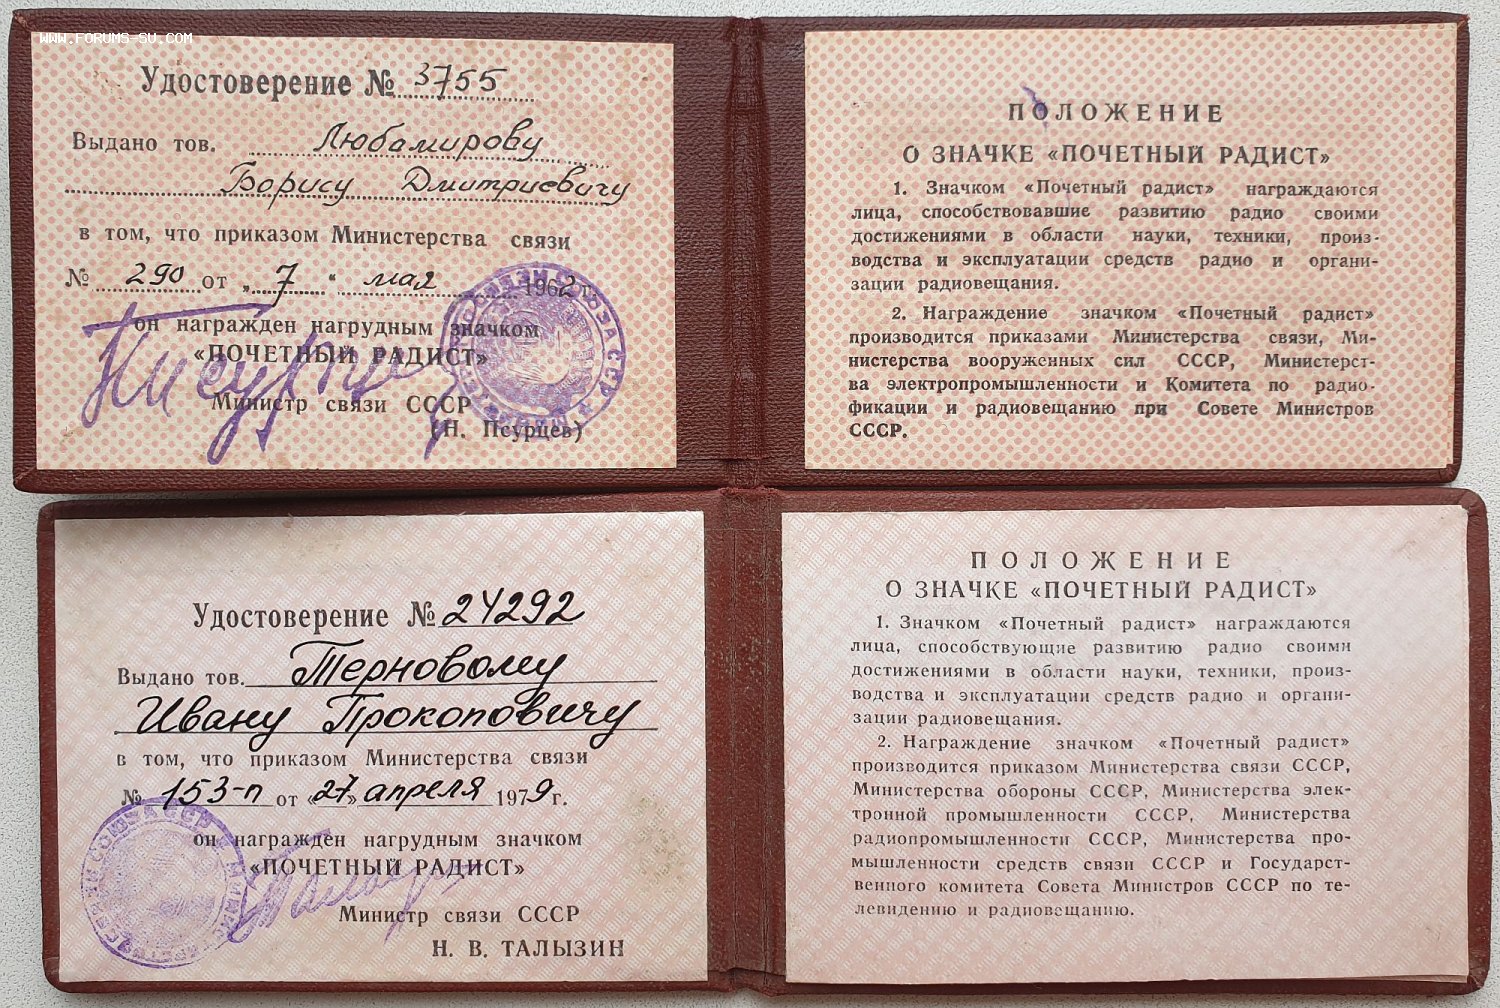 WWW.FORUMS-SU.COM
Удостоверение № 3755
Выдано тов. Любамирову
Борису Дмитриевичу
в том, что приказом Министерства связи
№ 290 от „ 7 “ мая 1962 г.
он награжден нагрудным значком
«ПОЧЕТНЫЙ РАДИСТ»
Министр связи СССР
(Н. Псурцев)
ПОЛОЖЕНИЕ
О ЗНАЧКЕ «ПОЧЕТНЫЙ РАДИСТ»
1. Значком «Почетный радист» награждаются
лица, способствовавшие развитию радио своими
достижениями в области науки, техники, произ-
водства и эксплуатации средств радио и органи-
зации радиовещания.
2. Награждение значком «Почетный радист»
производится приказами Министерства связи, Ми-
нистерства вооруженных сил СССР, Министерст-
ва электропромышленности и Комитета по радио-
фикации и радиовещанию при Совете Министров
СССР.
Удостоверение № 24292
Выдано тов. Терновому
Ивану Прокоповичу
в том, что приказом Министерства связи
№ 153-п от «27» апреля 1979 г.
он награжден нагрудным значком
«ПОЧЕТНЫЙ РАДИСТ»
Министр связи СССР
Н. В. ТАЛЫЗИН
ПОЛОЖЕНИЕ
О ЗНАЧКЕ «ПОЧЕТНЫЙ РАДИСТ»
1. Значком «Почетный радист» награждаются
лица, способствующие развитию радио своими
достижениями в области науки, техники, произ-
водства и эксплуатации средств радио и органи-
зации радиовещания.
2. Награждение значком «Почетный радист»
производится приказом Министерства связи СССР,
Министерства обороны СССР, Министерства элек-
тронной промышленности СССР, Министерства
радиопромышленности СССР, Министерства про-
мышленности средств связи СССР и Государст-
венного комитета Совета Министров СССР по те-
левидению и радиовещанию.